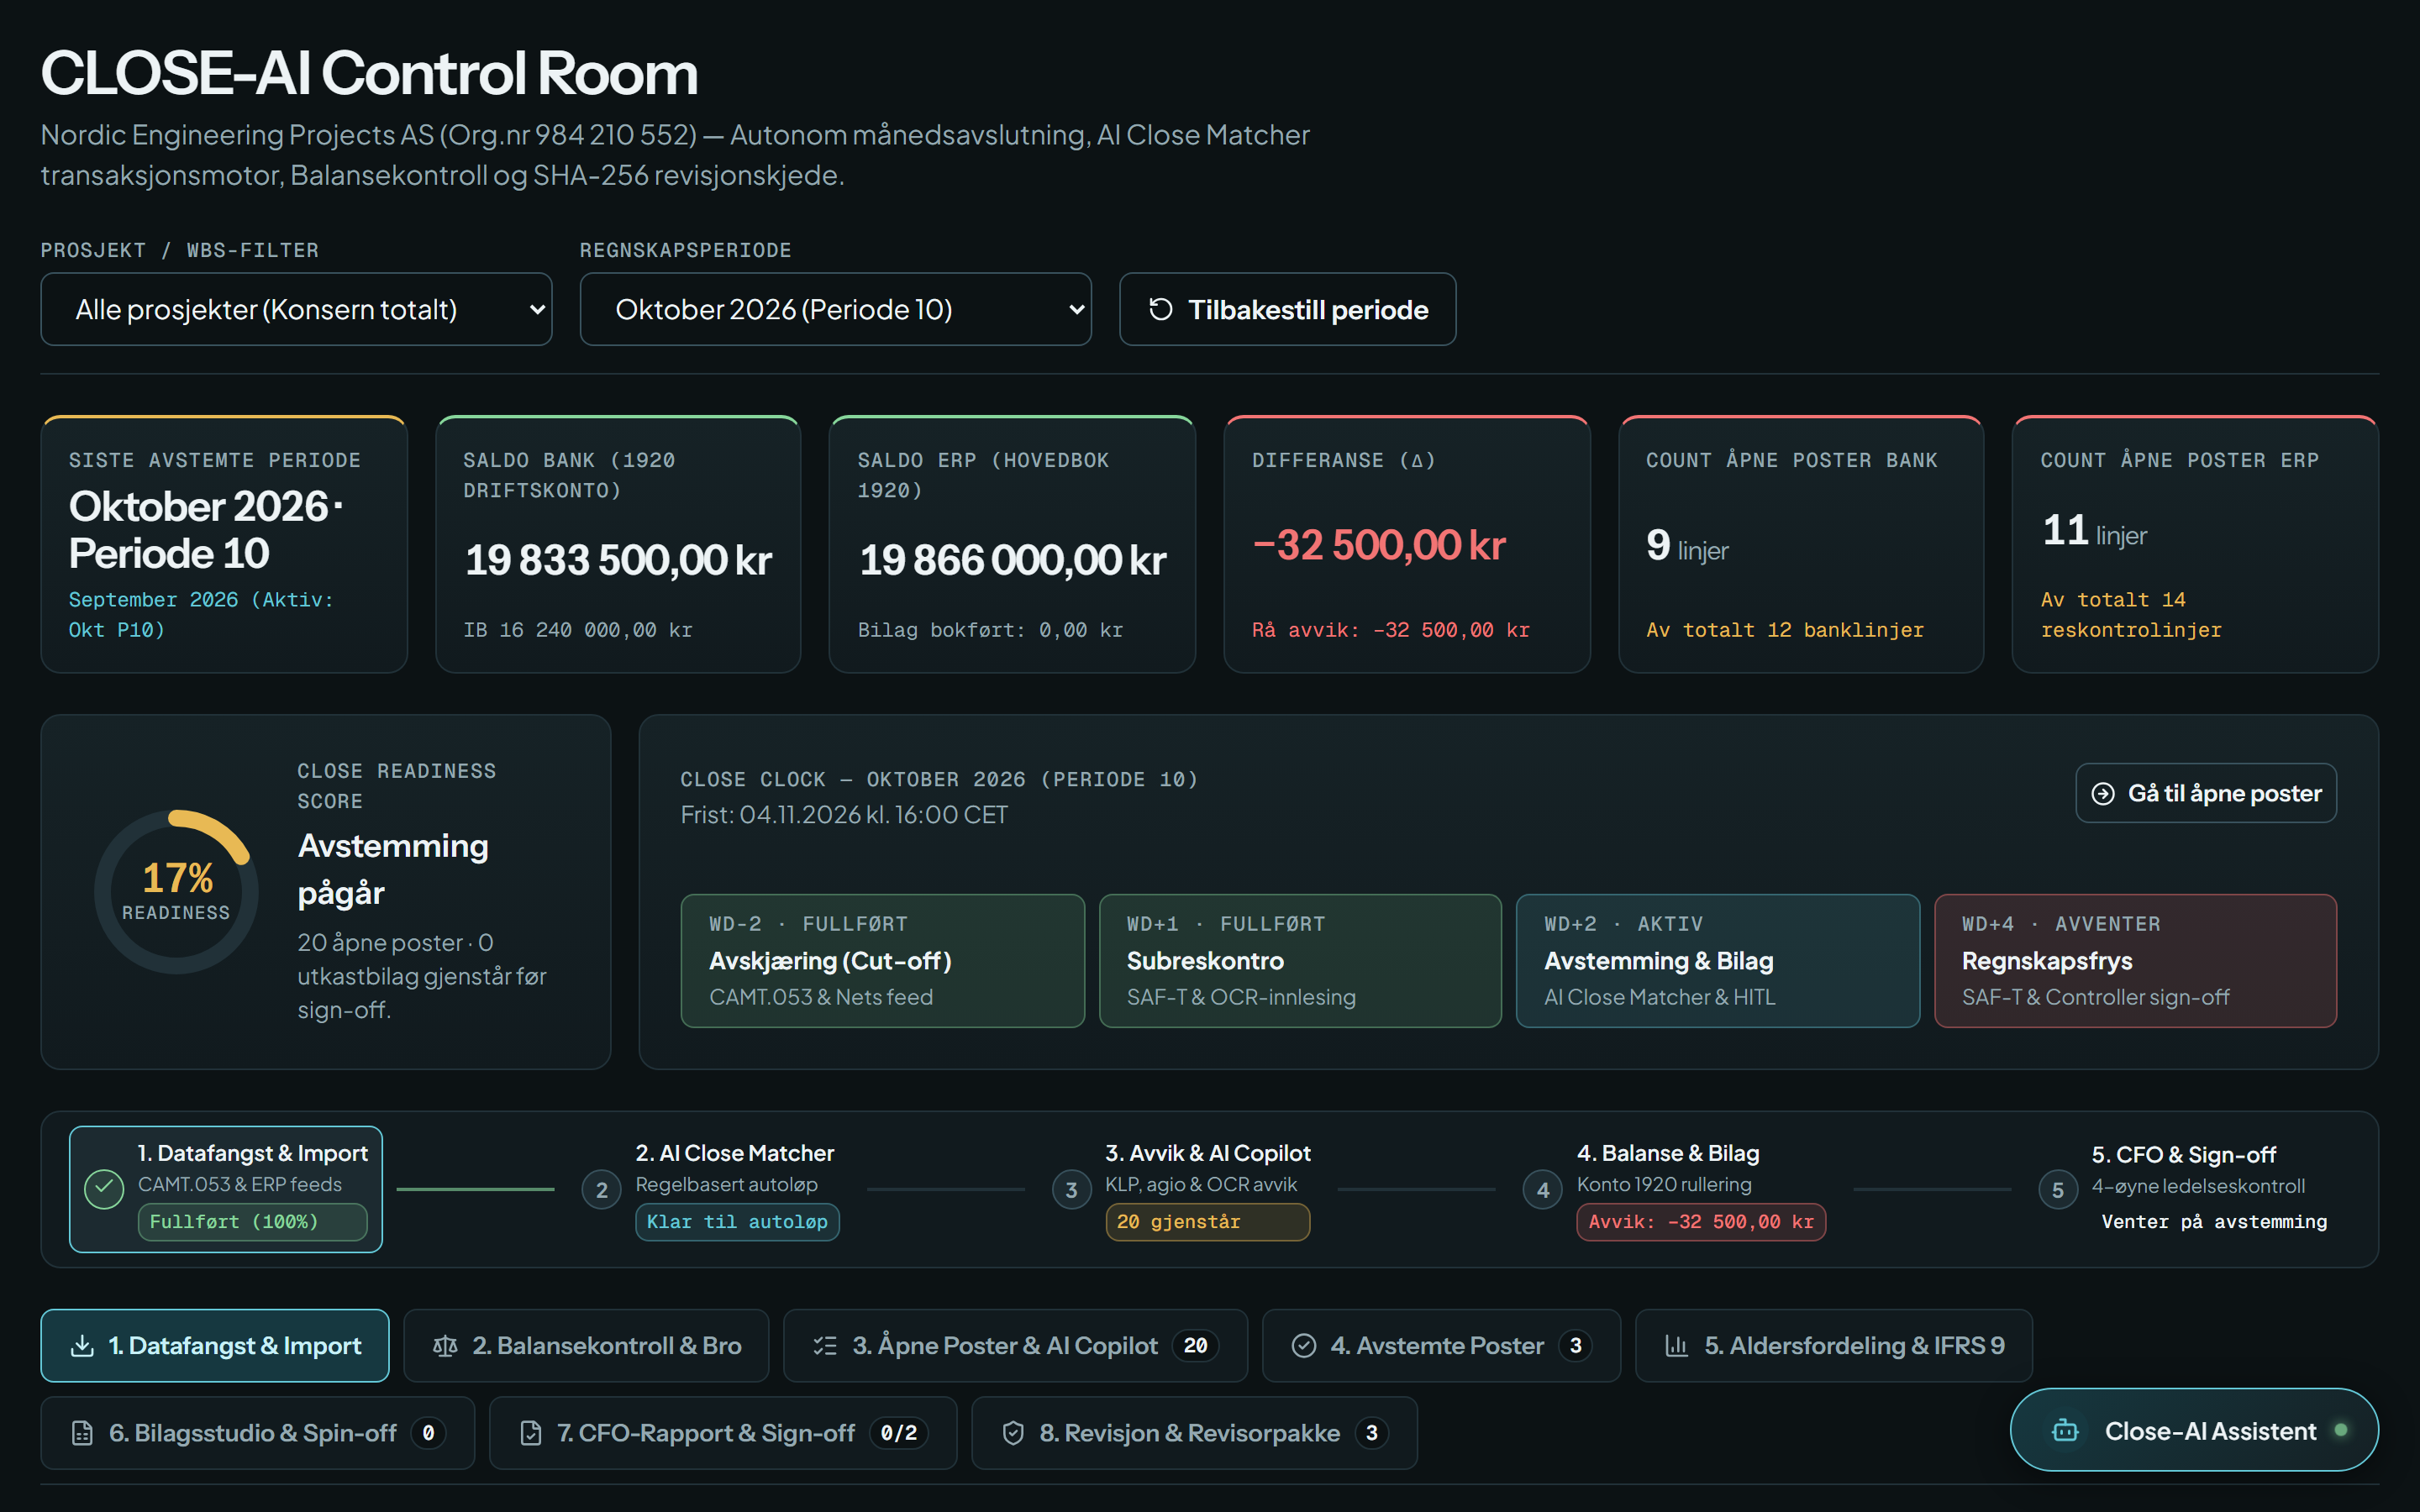 CLOSE-AI Control Room
Nordic Engineering Projects AS (Org.nr 984 210 552) — Autonom månedsavslutning, AI Close Matcher
transaksjonsmotor, Balansekontroll og SHA-256 revisjonskjede.
PROSJEKT / WBS-FILTER
Alle prosjekter (Konsern totalt)
REGNSKAPSPERIODE
Oktober 2026 (Periode 10)
Tilbakestill periode
SISTE AVSTEMTE PERIODE
Oktober 2026 ·
Periode 10
September 2026 (Aktiv:
Okt P10)
SALDO BANK (1920
DRIFTSKONTO)
19 833 500,00 kr
IB 16 240 000,00 kr
SALDO ERP (HOVEDBOK
1920)
19 866 000,00 kr
Bilag bokført: 0,00 kr
DIFFERANSE (Δ)
−32 500,00 kr
Rå avvik: −32 500,00 kr
COUNT ÅPNE POSTER BANK
9 linjer
Av totalt 12 banklinjer
COUNT ÅPNE POSTER ERP
11 linjer
Av totalt 14
reskontrolinjer
17%
READINESS
CLOSE READINESS
SCORE
Avstemming
pågår
20 åpne poster · 0
utkastbilag gjenstår før
sign-off.
CLOSE CLOCK — OKTOBER 2026 (PERIODE 10)
Frist: 04.11.2026 kl. 16:00 CET
Gå til åpne poster
WD-2 · FULLFØRT
Avskjæring (Cut-off)
CAMT.053 & Nets feed
WD+1 · FULLFØRT
Subreskontro
SAF-T & OCR-innlesing
WD+2 · AKTIV
Avstemming & Bilag
AI Close Matcher & HITL
WD+4 · AVVENTER
Regnskapsfrys
SAF-T & Controller sign-off
1. Datafangst & Import
CAMT.053 & ERP feeds
Fullført (100%)
2
2. AI Close Matcher
Regelbasert autoløp
Klar til autoløp
3
3. Avvik & AI Copilot
KLP, agio & OCR avvik
20 gjenstår
4
4. Balanse & Bilag
Konto 1920 rullering
Avvik: −32 500,00 kr
5
5. CFO & Sign-off
4-øyne ledelseskontroll
Venter på avstemming
1. Datafangst & Import
2. Balansekontroll & Bro
3. Åpne Poster & AI Copilot 20
4. Avstemte Poster 3
5. Aldersfordeling & IFRS 9
6. Bilagsstudio & Spin-off 0
7. CFO-Rapport & Sign-off 0/2
8. Revisjon & Revisorpakke 3
Close-AI Assistent